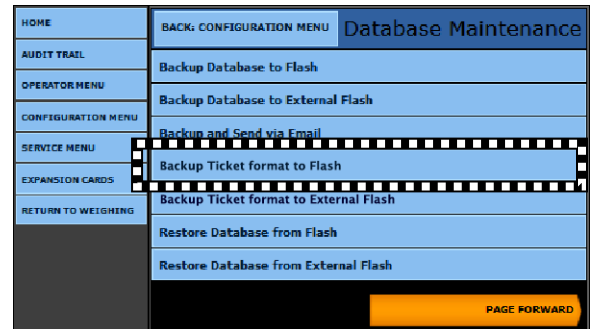 HOME
AUDIT TRAIL
OPERATOR MENU
CONFIGURATION MENU
SERVICE MENU
EXPANSION CARDS
RETURN TO WEIGHING
BACK: CONFIGURATION MENU
Database Maintenance
Backup Database to Flash
Backup Database to External Flash
Backup and Send via Email
Backup Ticket format to Flash
Backup Ticket format to External Flash
Restore Database from Flash
Restore Database from External Flash
PAGE FORWARD